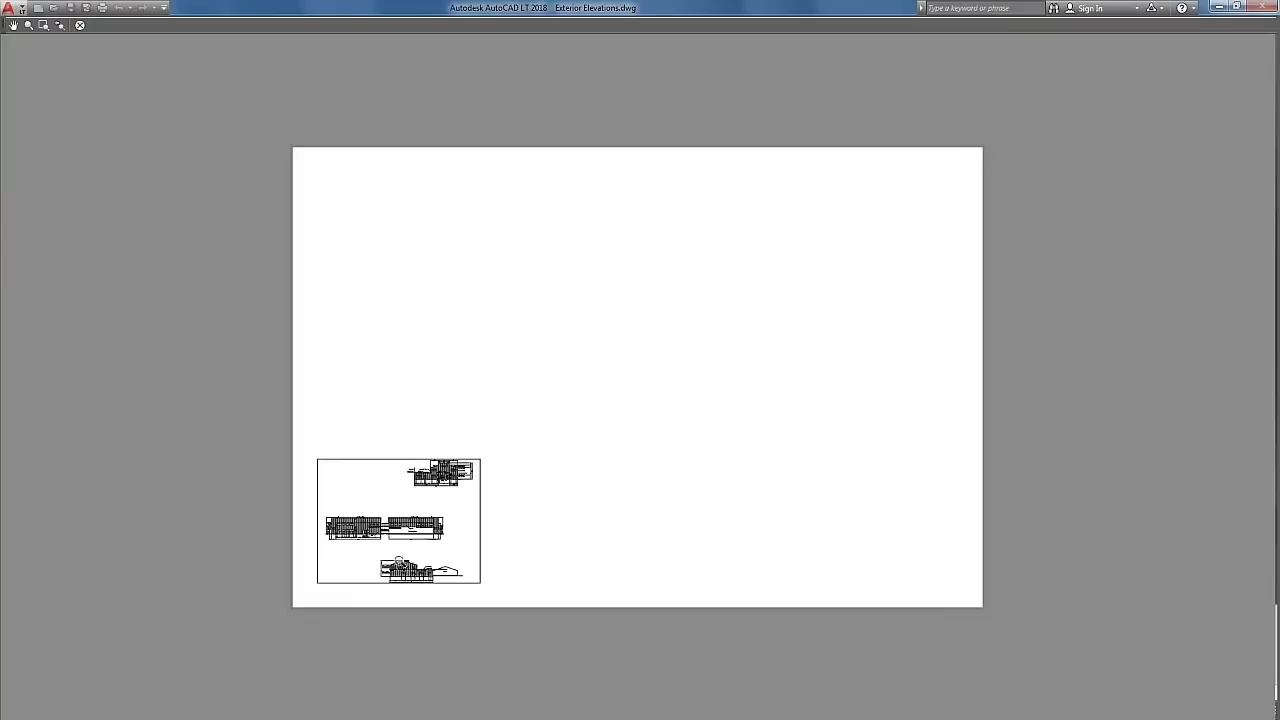 Autodesk AutoCAD LT 2018 Exterior Elevations.dwg
Type a keyword or phrase
Sign In